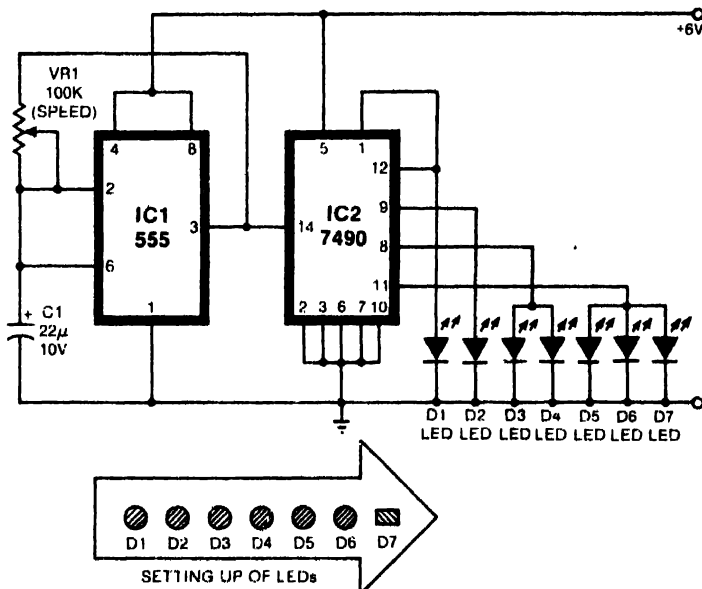 +6V
VR1
100K
(SPEED)
4
8
5
1
12
2
IC1
555
3
14
IC2
7490
9
8
6
11
1
2
3
6
7
10
+
C1
22µ
10V
D1
LED
D2
LED
D3
LED
D4
LED
D5
LED
D6
LED
D7
LED
D1 D2 D3 D4 D5 D6 D7
SETTING UP OF LEDs